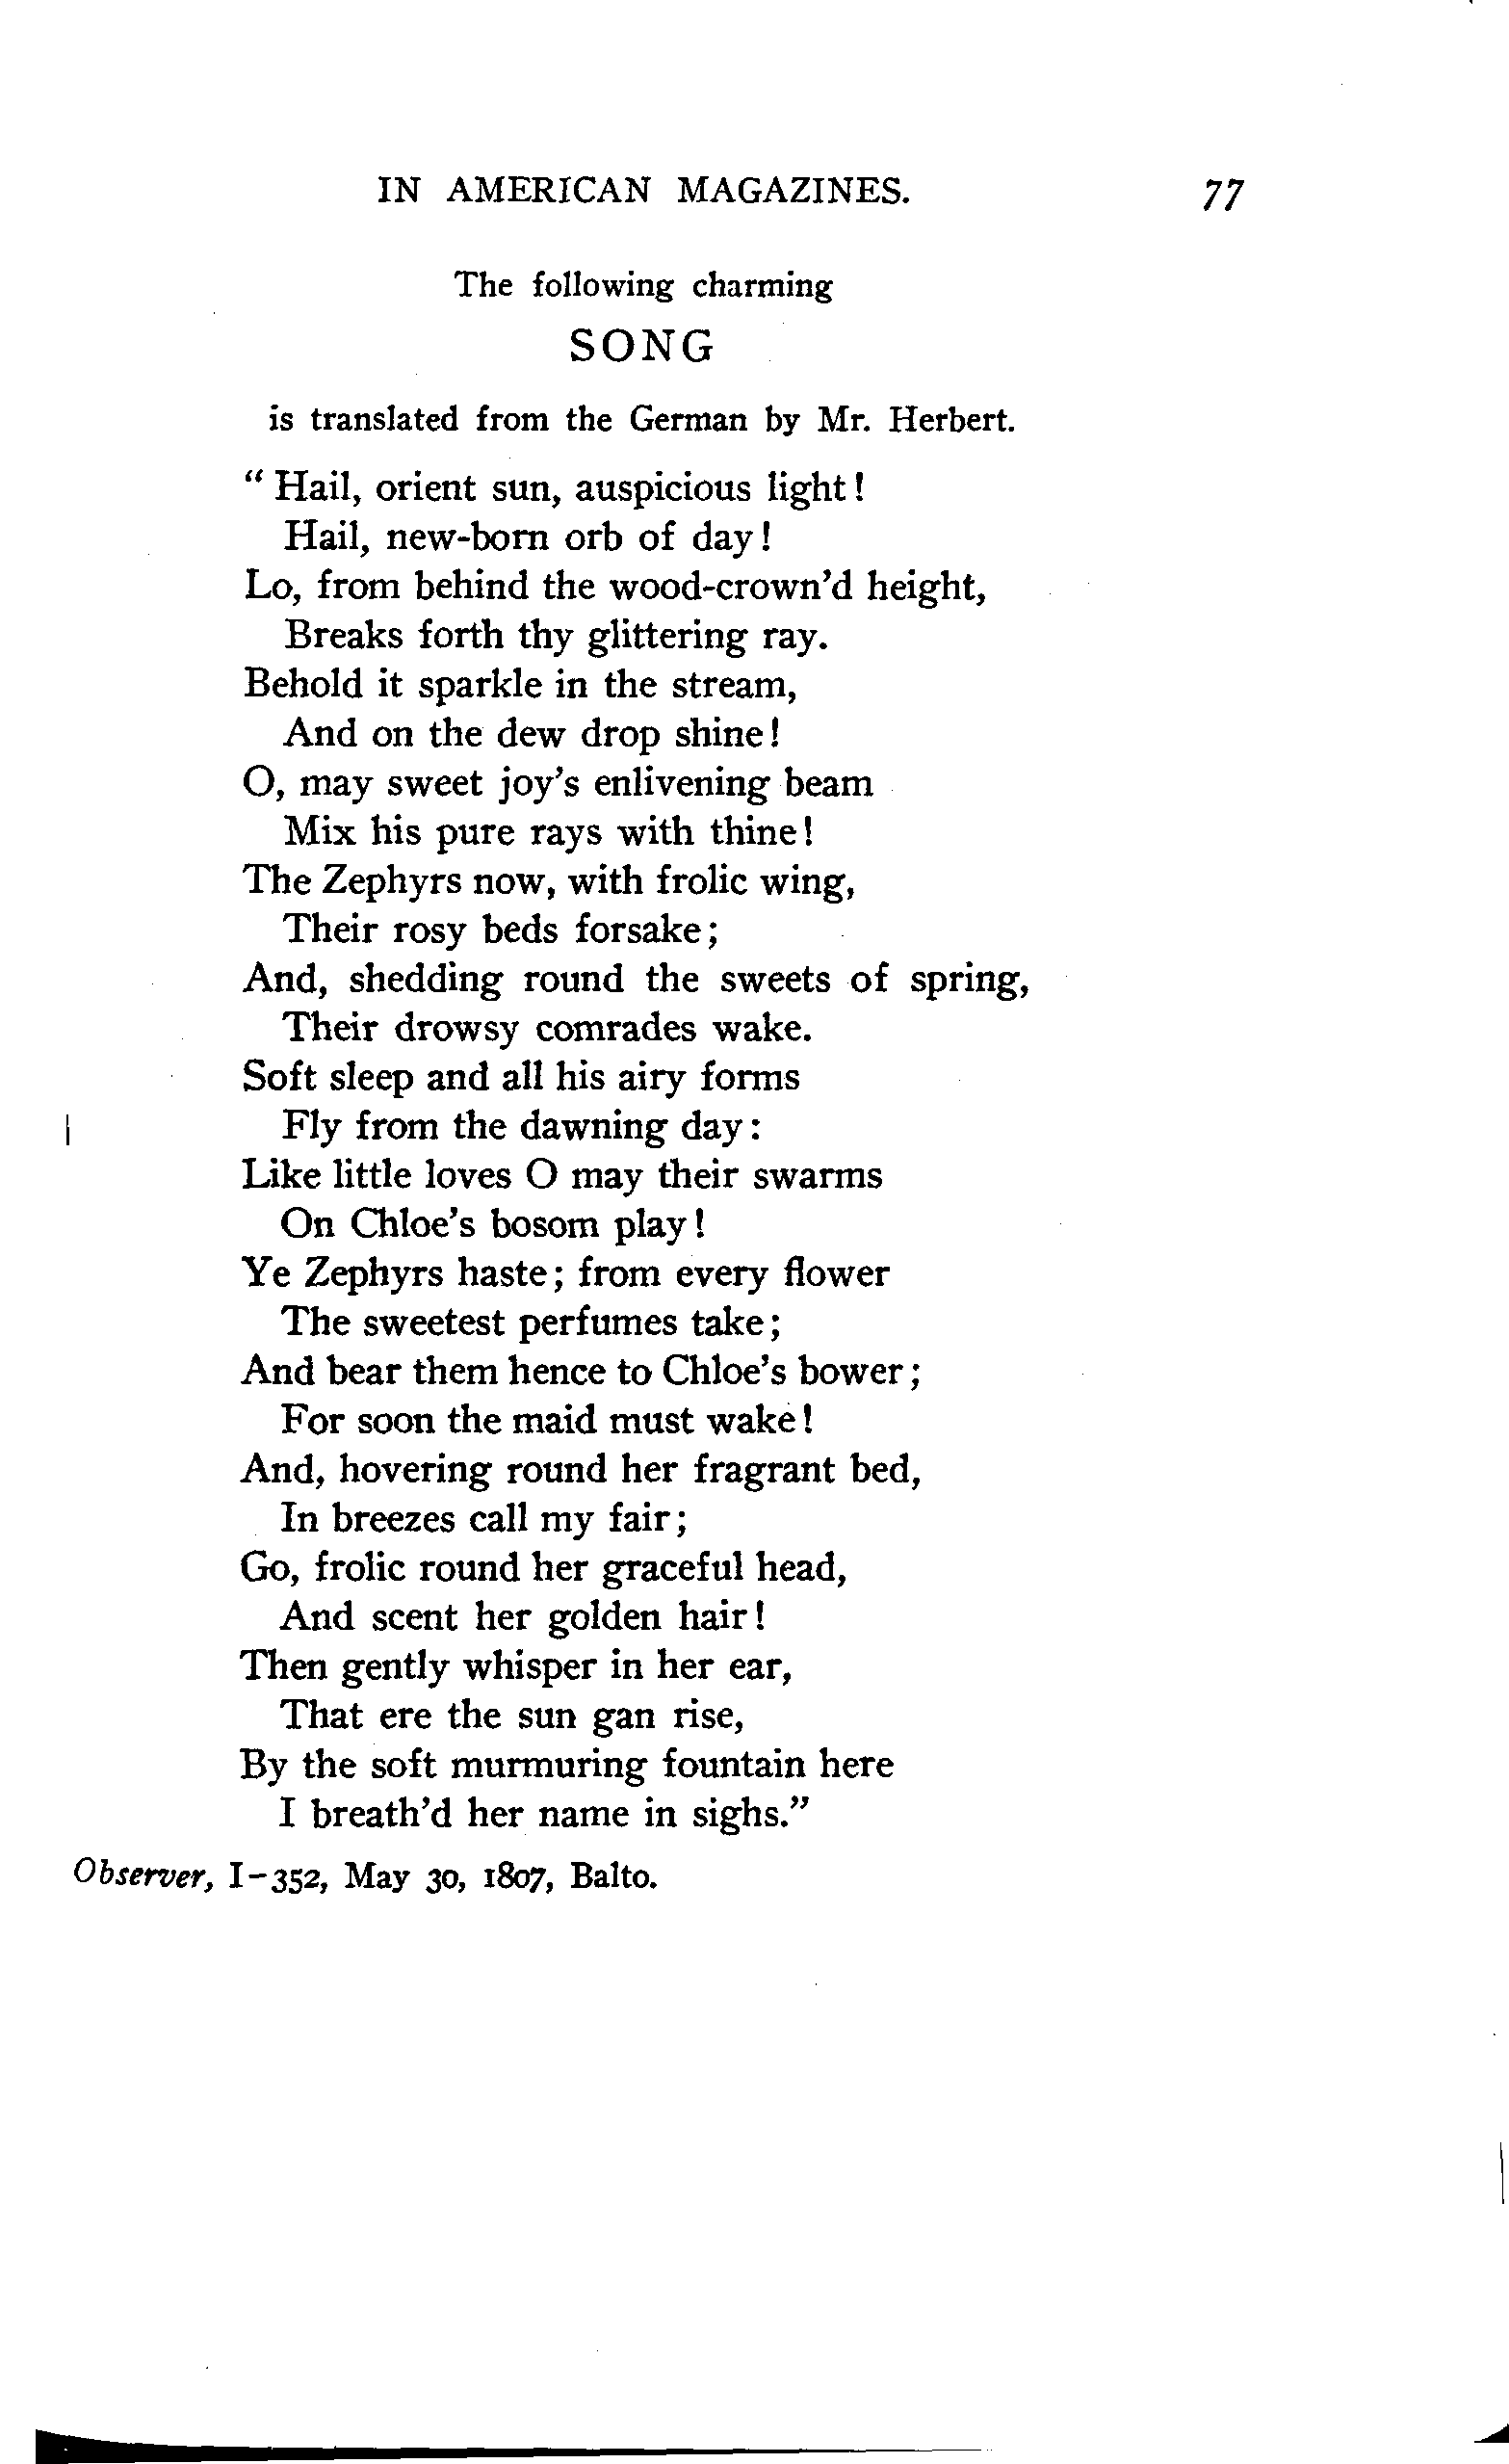 IN AMERICAN MAGAZINES. 77
The following charming
SONG
is translated from the German by Mr. Herbert.
“ Hail, orient sun, auspicious light!
Hail, new-born orb of day!
Lo, from behind the wood-crown’d height,
Breaks forth thy glittering ray.
Behold it sparkle in the stream,
And on the dew drop shine!
O, may sweet joy’s enlivening beam
Mix his pure rays with thine!
The Zephyrs now, with frolic wing,
Their rosy beds forsake;
And, shedding round the sweets of spring,
Their drowsy comrades wake.
Soft sleep and all his airy forms
Fly from the dawning day:
Like little loves O may their swarms
On Chloe’s bosom play!
Ye Zephyrs haste; from every flower
The sweetest perfumes take;
And bear them hence to Chloe’s bower;
For soon the maid must wake!
And, hovering round her fragrant bed,
In breezes call my fair;
Go, frolic round her graceful head,
And scent her golden hair!
Then gently whisper in her ear,
That ere the sun gan rise,
By the soft murmuring fountain here
I breath’d her name in sighs.”
Observer, I–352, May 30, 1807, Balto.